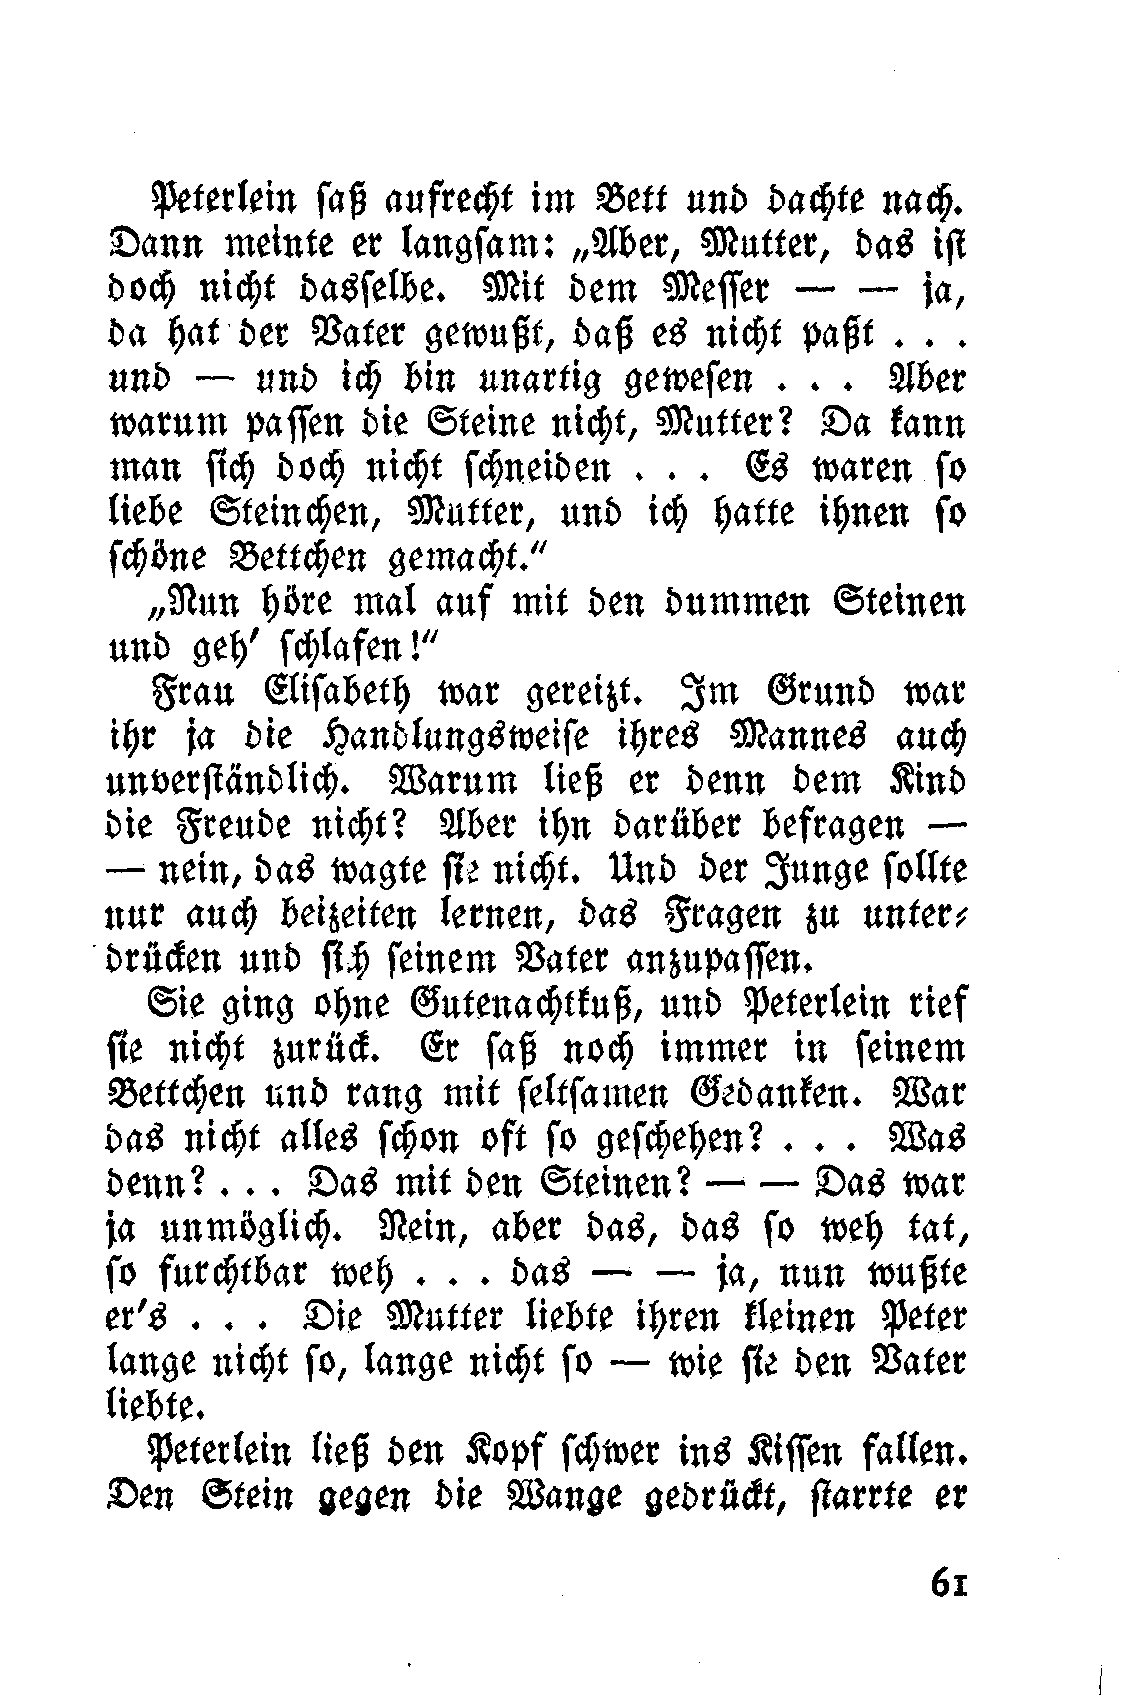 Peterlein saß aufrecht im Bett und dachte nach.
Dann meinte er langsam: „Aber, Mutter, das ist
doch nicht dasselbe. Mit dem Messer — — ja,
da hat der Vater gewußt, daß es nicht paßt . . .
und — und ich bin unartig gewesen . . . Aber
warum passen die Steine nicht, Mutter? Da kann
man sich doch nicht schneiden . . . Es waren so
liebe Steinchen, Mutter, und ich hatte ihnen so
schöne Bettchen gemacht.“
„Nun höre mal auf mit den dummen Steinen
und geh' schlafen!“
Frau Elisabeth war gereizt. Im Grund war
ihr ja die Handlungsweise ihres Mannes auch
unverständlich. Warum ließ er denn dem Kind
die Freude nicht? Aber ihn darüber befragen —
— nein, das wagte sie nicht. Und der Junge sollte
nur auch beizeiten lernen, das Fragen zu unter-
drücken und sich seinem Vater anzupassen.
Sie ging ohne Gutenachtkuß, und Peterlein rief
sie nicht zurück. Er saß noch immer in seinem
Bettchen und rang mit seltsamen Gedanken. War
das nicht alles schon oft so geschehen? . . . Was
denn? . . . Das mit den Steinen? — — Das war
ja unmöglich. Nein, aber das, das so weh tat,
so furchtbar weh . . . das — — ja, nun wußte
er's . . . Die Mutter liebte ihren kleinen Peter
lange nicht so, lange nicht so — wie sie den Vater
liebte.
Peterlein ließ den Kopf schwer ins Kissen fallen.
Den Stein gegen die Wange gedrückt, starrte er
61